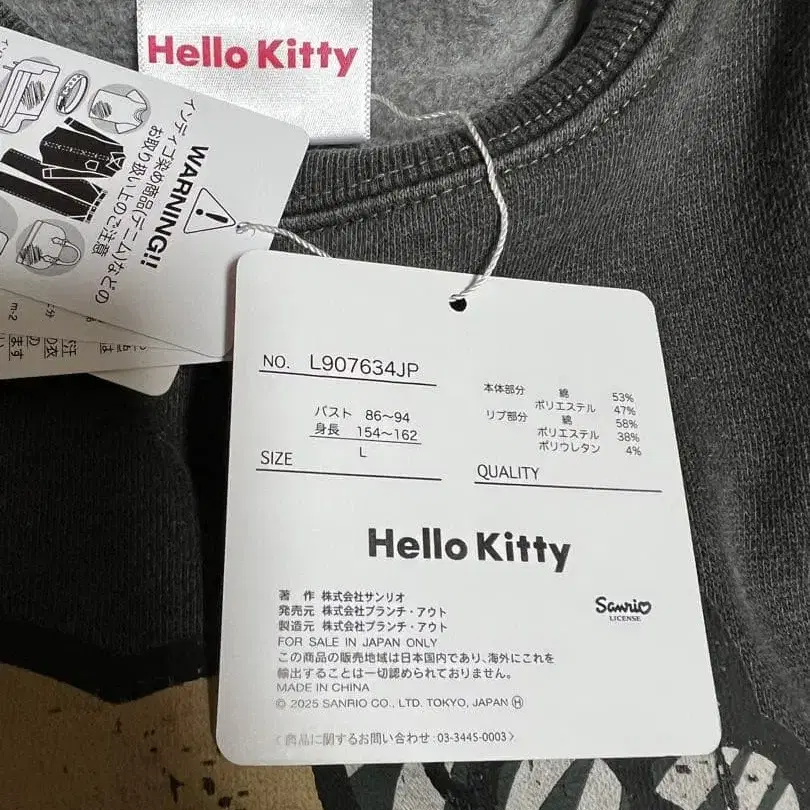 Hello Kitty
WARNING!!
インディゴ染め商品(デニム)などの
お取り扱い上のご注意
NO. L907634JP
バスト 86〜94
身長 154〜162
SIZE L
本体部分 綿 53%
ポリエステル 47%
リブ部分 綿 58%
ポリエステル 38%
ポリウレタン 4%
QUALITY
Hello Kitty
著 作 株式会社サンリオ
発売元 株式会社ブランチ・アウト
製造元 株式会社ブランチ・アウト
Sanrio
LICENSE
FOR SALE IN JAPAN ONLY
この商品の販売地域は日本国内であり、海外にこれを
輸出することは一切認められておりません。
MADE IN CHINA
© 2025 SANRIO CO., LTD. TOKYO, JAPAN Ⓗ
〈商品に関するお問い合わせ:03-3445-0003〉